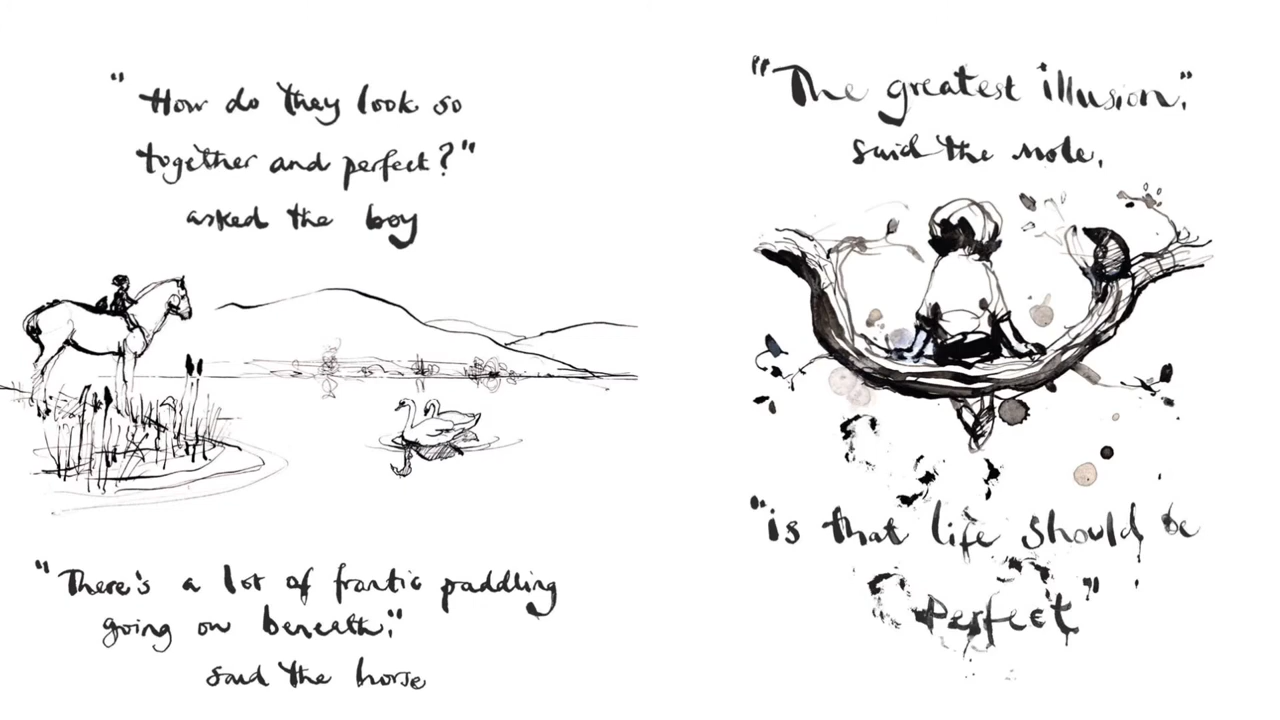 "How do they look so
together and perfect?"
asked the boy
"There's a lot of frantic paddling
going on beneath."
said the horse
"The greatest illusion,"
said the mole,
"is that life should be
perfect"